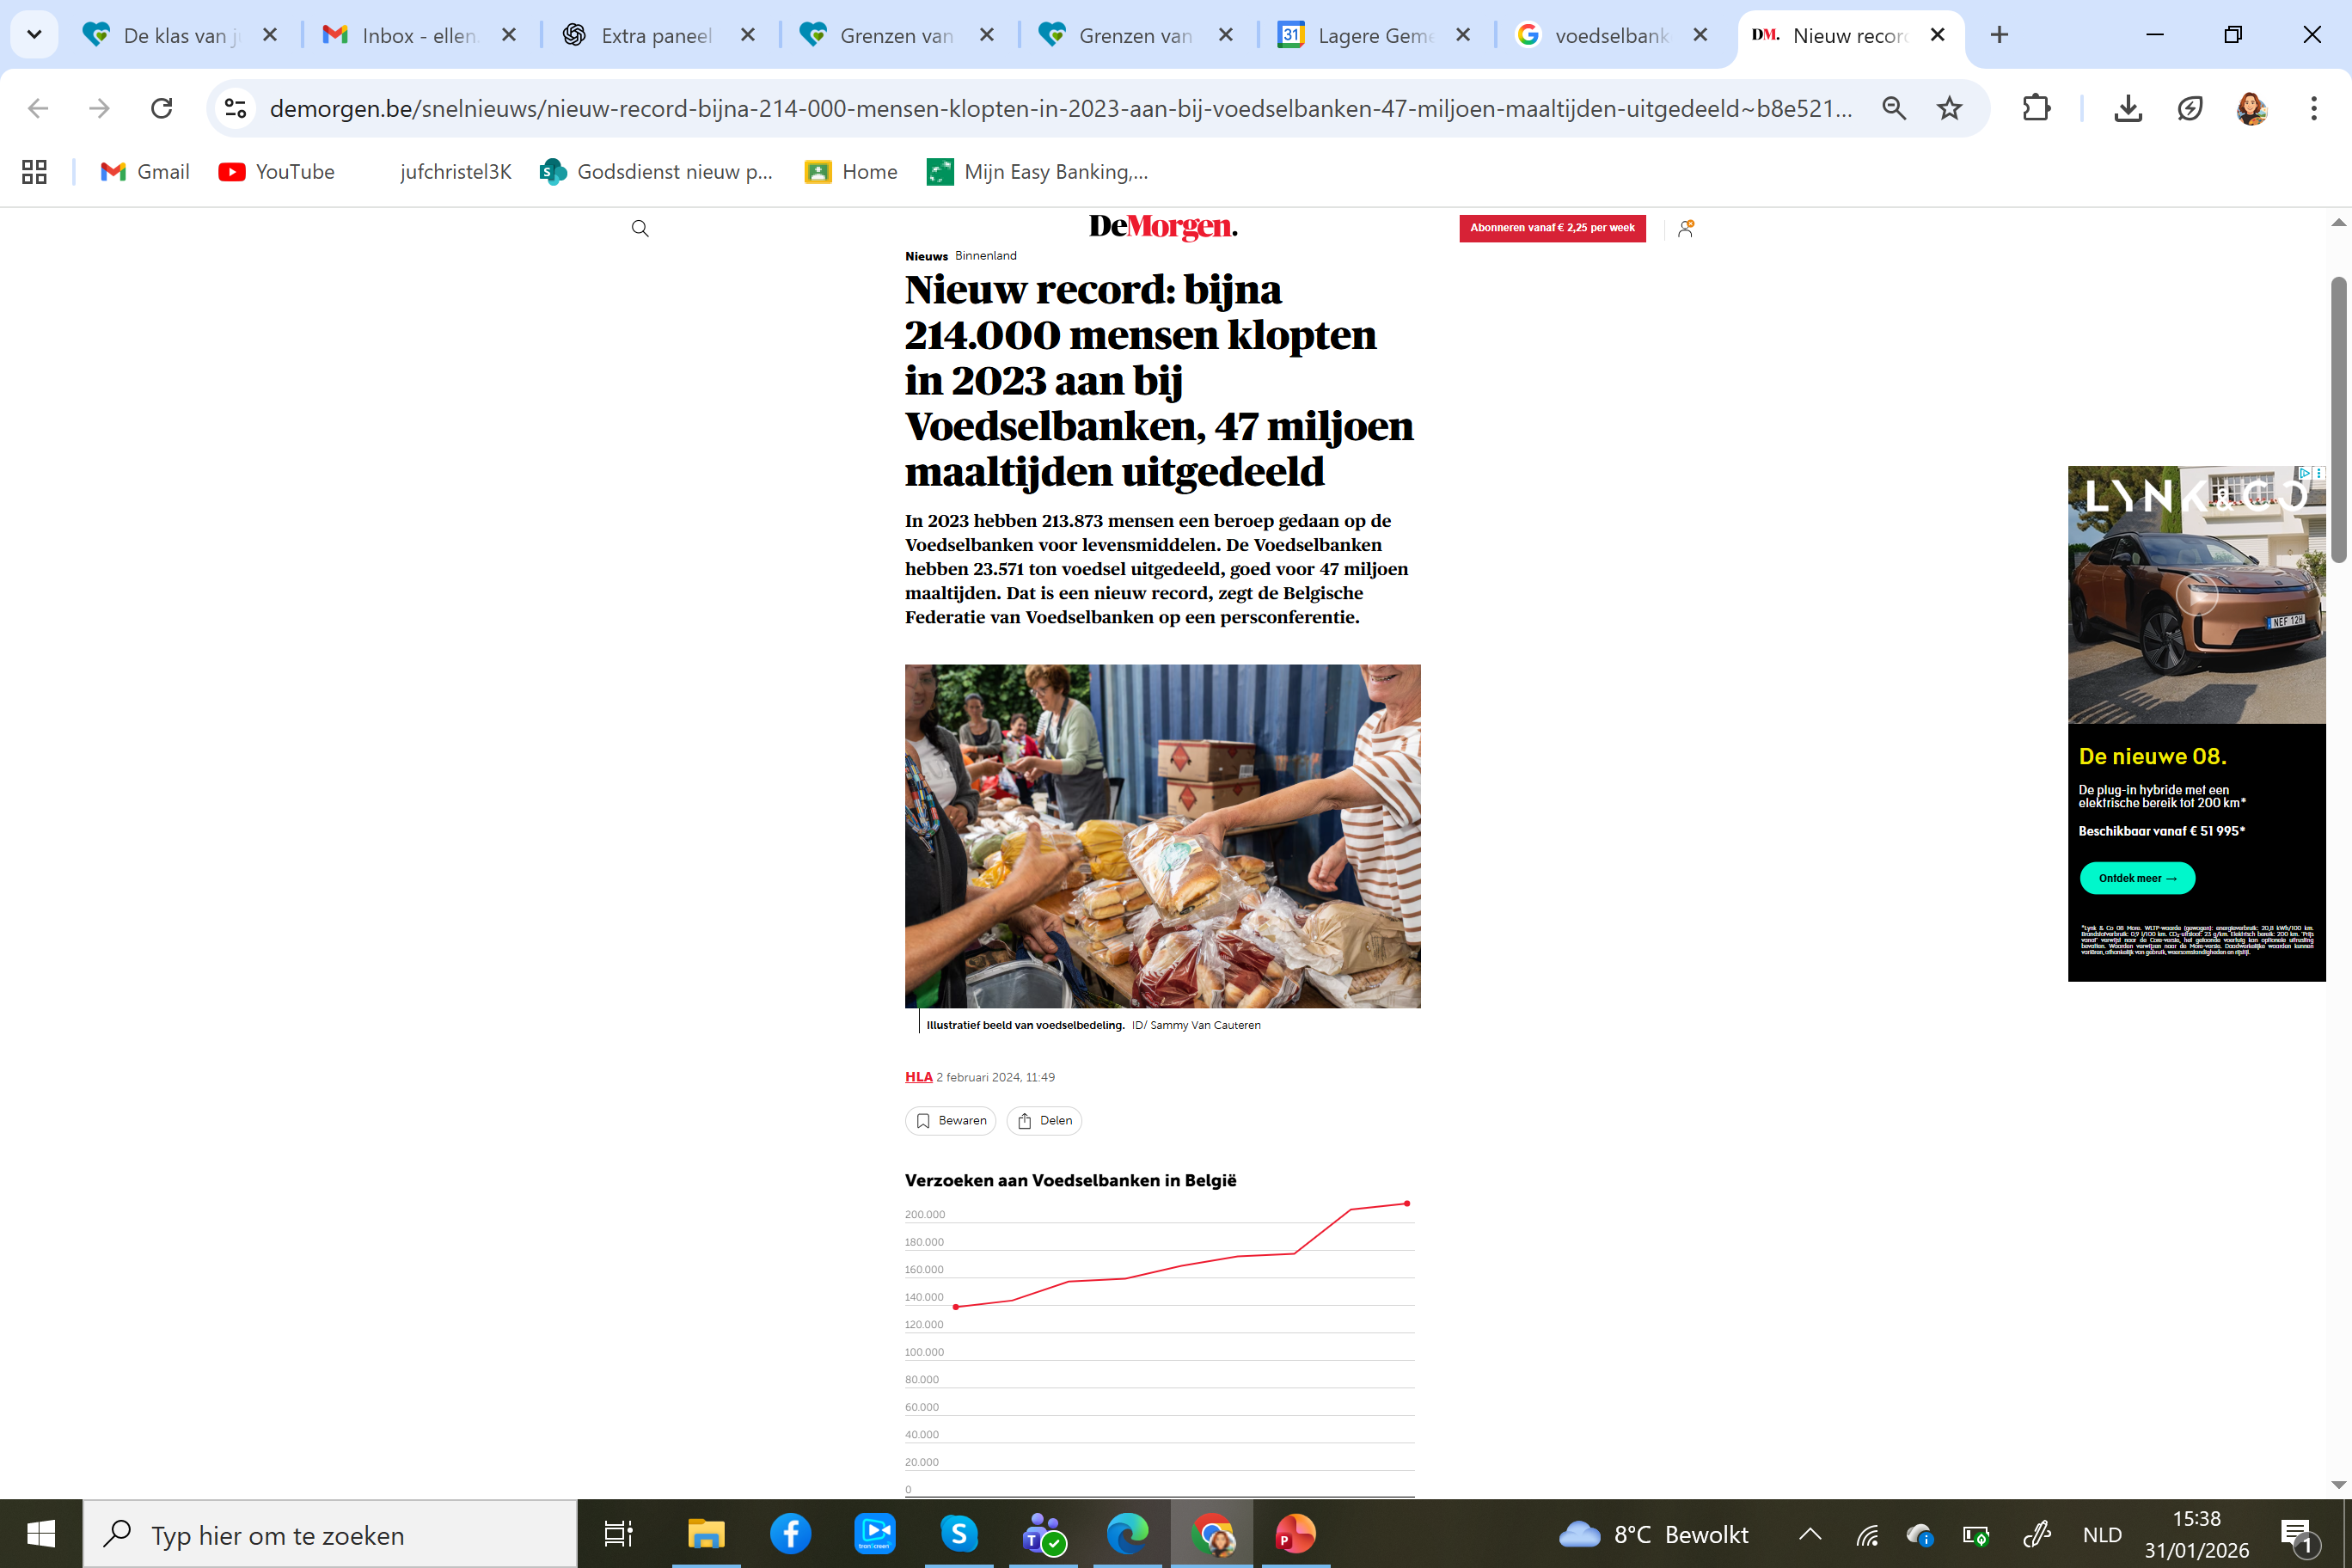 De klas van ju
Inbox - ellen.
Extra paneel
Grenzen van
Grenzen van
31
Lagere Geme
voedselbank
DM.
Nieuw recor
demorgen.be/snelnieuws/nieuw-record-bijna-214-000-mensen-klopten-in-2023-aan-bij-voedselbanken-47-miljoen-maaltijden-uitgedeeld~b8e521...
Gmail
YouTube
jufchristel3K
Godsdienst nieuw p...
Home
Mijn Easy Banking,...
DeMorgen.
Abonneren vanaf € 2,25 per week
Nieuws Binnenland
Nieuw record: bijna
214.000 mensen klopten
in 2023 aan bij
Voedselbanken, 47 miljoen
maaltijden uitgedeeld
In 2023 hebben 213.873 mensen een beroep gedaan op de
Voedselbanken voor levensmiddelen. De Voedselbanken
hebben 23.571 ton voedsel uitgedeeld, goed voor 47 miljoen
maaltijden. Dat is een nieuw record, zegt de Belgische
Federatie van Voedselbanken op een persconferentie.
Illustratief beeld van voedselbedeling. ID/ Sammy Van Cauteren
HLA 2 februari 2024, 11:49
Bewaren
Delen
Verzoeken aan Voedselbanken in België
200.000
180.000
160.000
140.000
120.000
100.000
80.000
60.000
40.000
20.000
0
LYNK & CO
NEF 12H
De nieuwe 08.
De plug-in hybride met een
elektrische bereik tot 200 km*
Beschikbaar vanaf € 51 995*
Ontdek meer →
Typ hier om te zoeken
8°C Bewolkt
NLD
15:38
31/01/2026
1